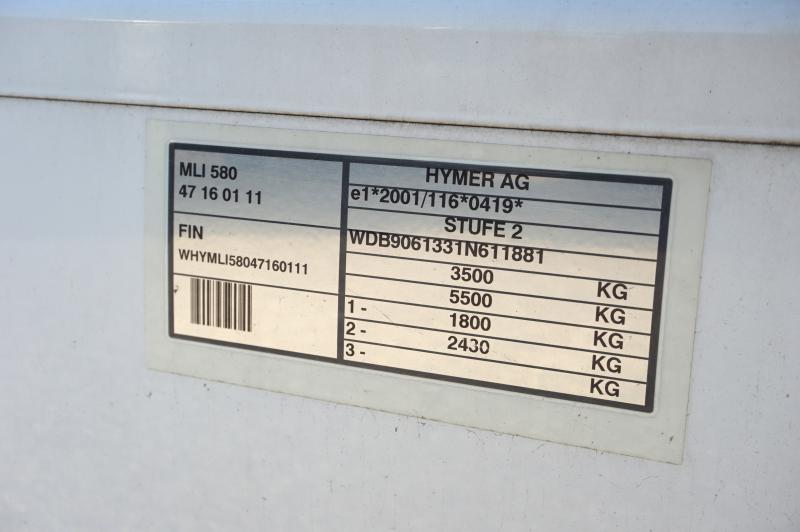 MLI 580
47 16 01 11
FIN
WHYMLI58047160111
HYMER AG
e1*2001/116*0419*
STUFE 2
WDB9061331N611881
3500 KG
5500 KG
1 - 1800 KG
2 - 2430 KG
3 - KG